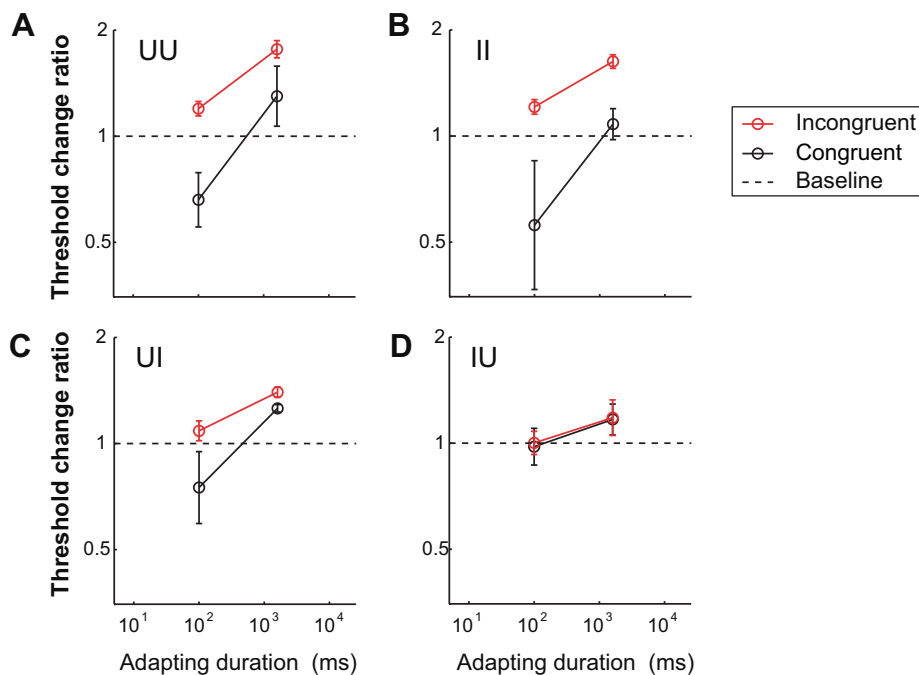 A
B
UU
II
2
1
0.5
Threshold change ratio
2
1
0.5
Incongruent
Congruent
Baseline
C
D
UI
IU
2
1
0.5
Threshold change ratio
2
1
0.5
10^1 10^2 10^3 10^4
Adapting duration (ms)
10^1 10^2 10^3 10^4
Adapting duration (ms)